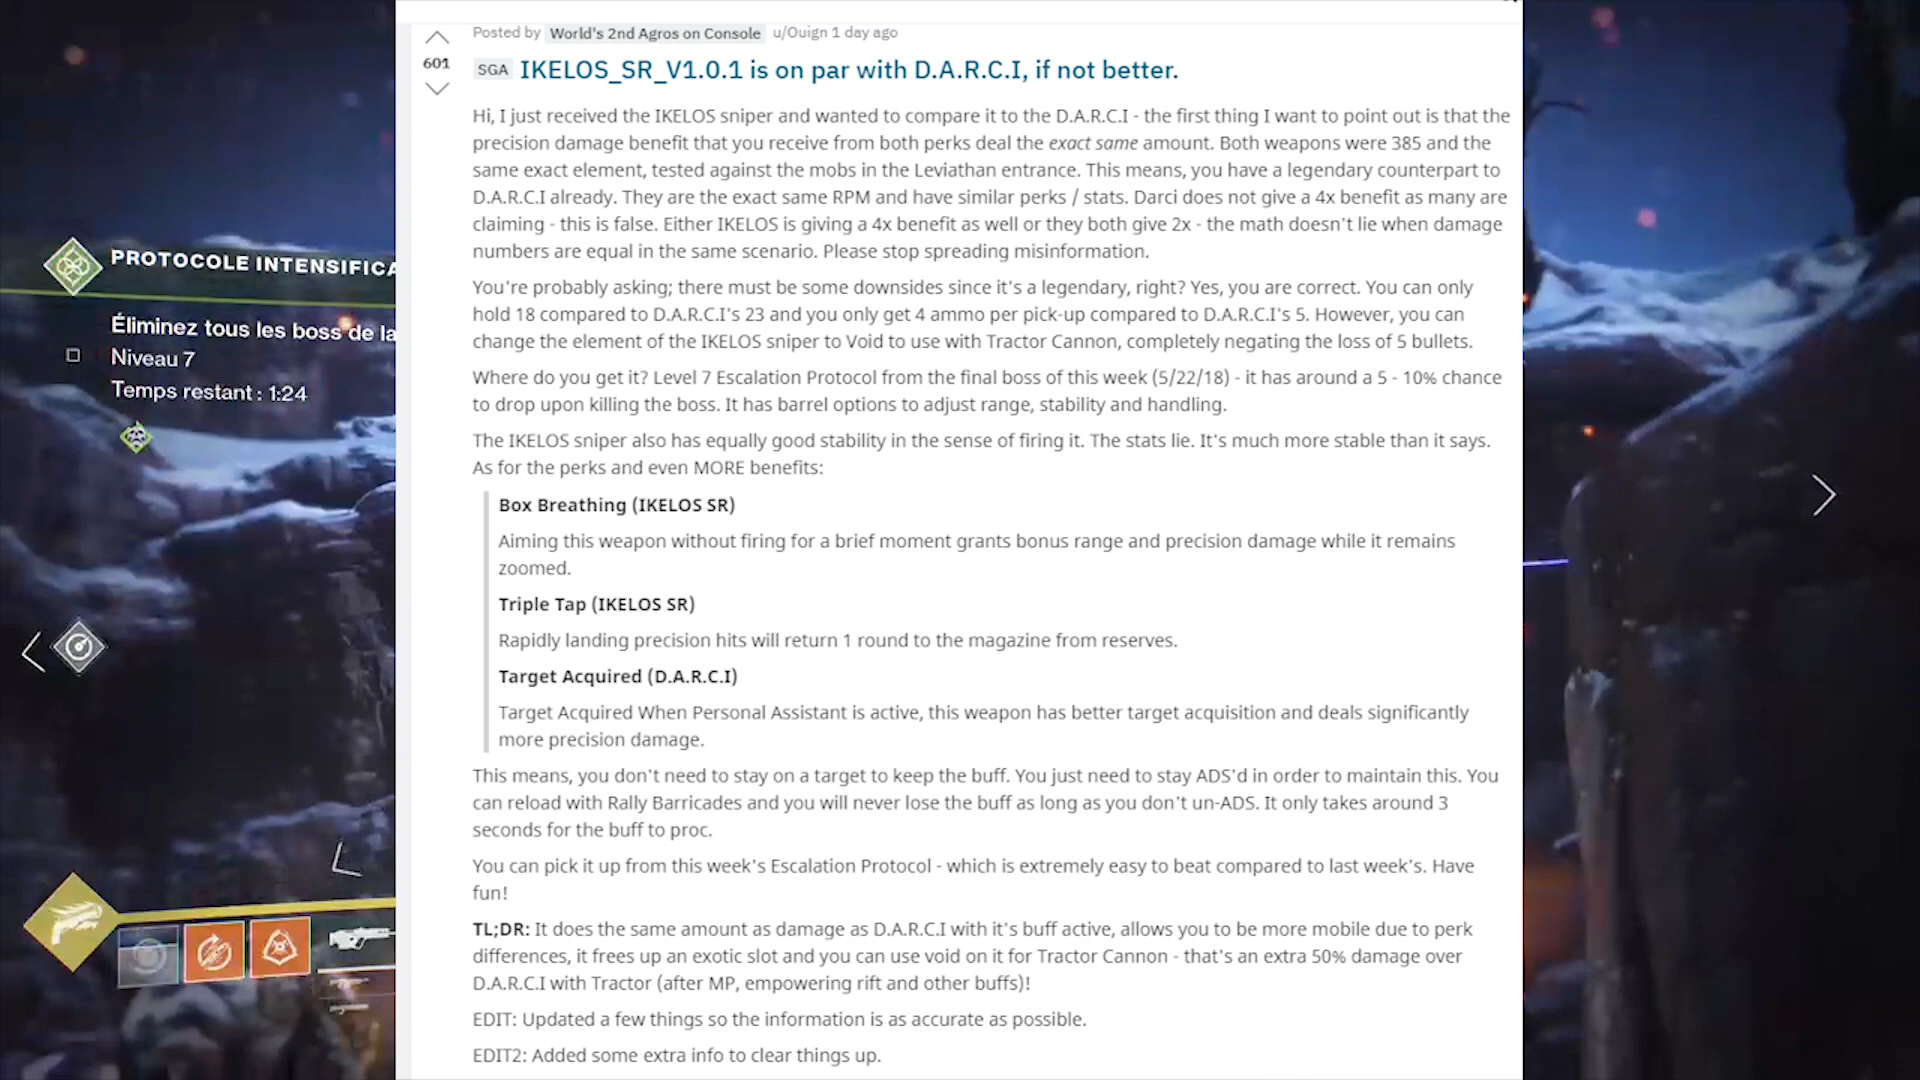 Posted by World's 2nd Agros on Console u/Ouign 1 day ago
601
SGA IKELOS_SR_V1.0.1 is on par with D.A.R.C.I, if not better.
Hi, I just received the IKELOS sniper and wanted to compare it to the D.A.R.C.I - the first thing I want to point out is that the
precision damage benefit that you receive from both perks deal the exact same amount. Both weapons were 385 and the
same exact element, tested against the mobs in the Leviathan entrance. This means, you have a legendary counterpart to
D.A.R.C.I already. They are the exact same RPM and have similar perks / stats. Darci does not give a 4x benefit as many are
claiming - this is false. Either IKELOS is giving a 4x benefit as well or they both give 2x - the math doesn't lie when damage
numbers are equal in the same scenario. Please stop spreading misinformation.
You're probably asking; there must be some downsides since it's a legendary, right? Yes, you are correct. You can only
hold 18 compared to D.A.R.C.I's 23 and you only get 4 ammo per pick-up compared to D.A.R.C.I's 5. However, you can
change the element of the IKELOS sniper to Void to use with Tractor Cannon, completely negating the loss of 5 bullets.
Where do you get it? Level 7 Escalation Protocol from the final boss of this week (5/22/18) - it has around a 5 - 10% chance
to drop upon killing the boss. It has barrel options to adjust range, stability and handling.
The IKELOS sniper also has equally good stability in the sense of firing it. The stats lie. It's much more stable than it says.
As for the perks and even MORE benefits:
Box Breathing (IKELOS SR)
Aiming this weapon without firing for a brief moment grants bonus range and precision damage while it remains
zoomed.
Triple Tap (IKELOS SR)
Rapidly landing precision hits will return 1 round to the magazine from reserves.
Target Acquired (D.A.R.C.I)
Target Acquired When Personal Assistant is active, this weapon has better target acquisition and deals significantly
more precision damage.
This means, you don't need to stay on a target to keep the buff. You just need to stay ADS'd in order to maintain this. You
can reload with Rally Barricades and you will never lose the buff as long as you don't un-ADS. It only takes around 3
seconds for the buff to proc.
You can pick it up from this week's Escalation Protocol - which is extremely easy to beat compared to last week's. Have
fun!
TL;DR: It does the same amount as damage as D.A.R.C.I with it's buff active, allows you to be more mobile due to perk
differences, it frees up an exotic slot and you can use void on it for Tractor Cannon - that's an extra 50% damage over
D.A.R.C.I with Tractor (after MP, empowering rift and other buffs)!
EDIT: Updated a few things so the information is as accurate as possible.
EDIT2: Added some extra info to clear things up.
PROTOCOLE INTENSIFICA
Éliminez tous les boss de la
Niveau 7
Temps restant : 1:24